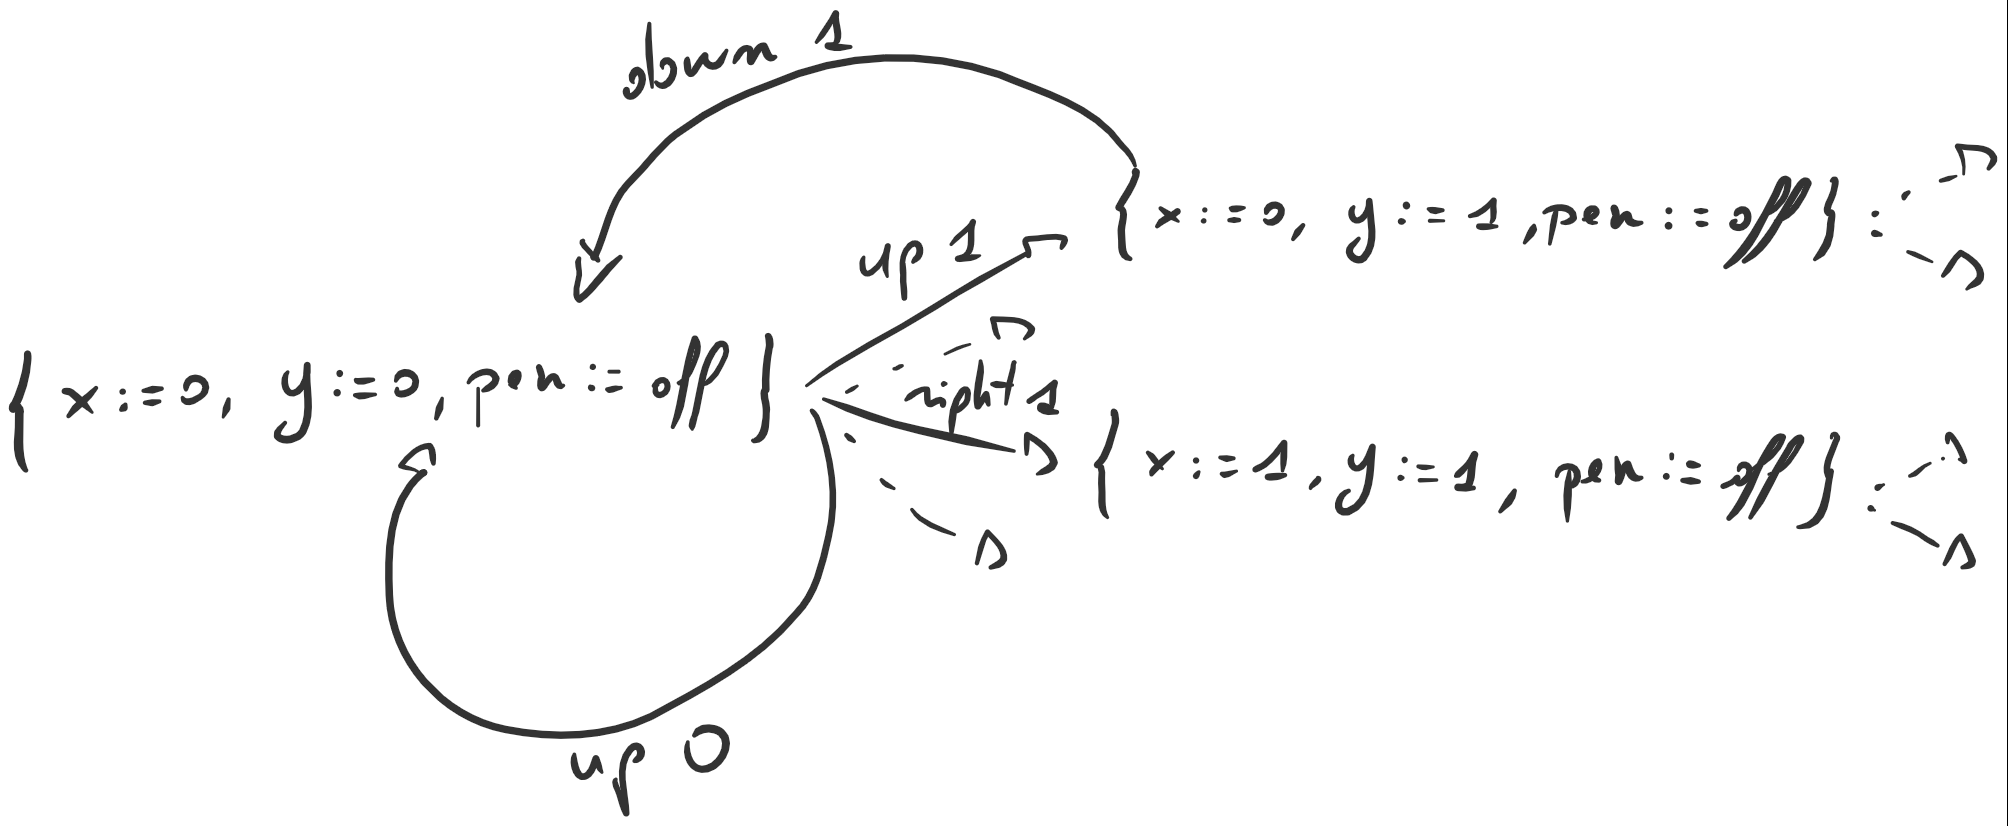 down 1
{ x := 0, y := 1, pen := off }
up 1
{ x := 0, y := 0, pen := off }
right 1
{ x := 1, y := 1, pen := off }
up 0